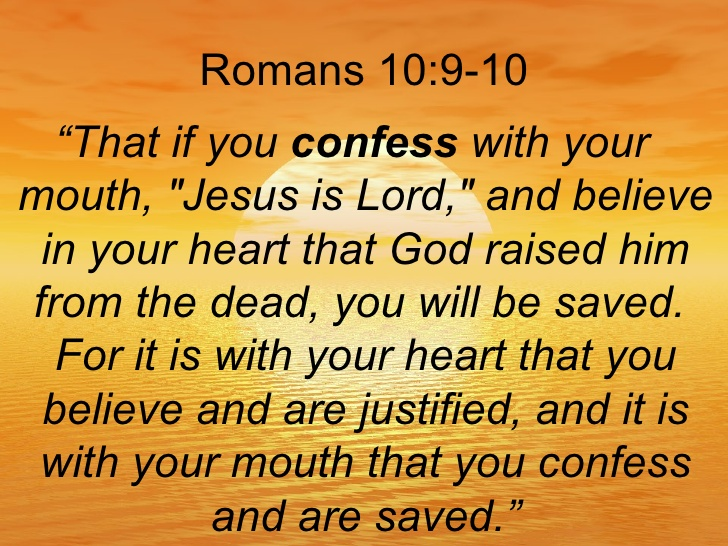 Romans 10:9-10
“That if you confess with your
mouth, "Jesus is Lord," and believe
in your heart that God raised him
from the dead, you will be saved.
For it is with your heart that you
believe and are justified, and it is
with your mouth that you confess
and are saved.”